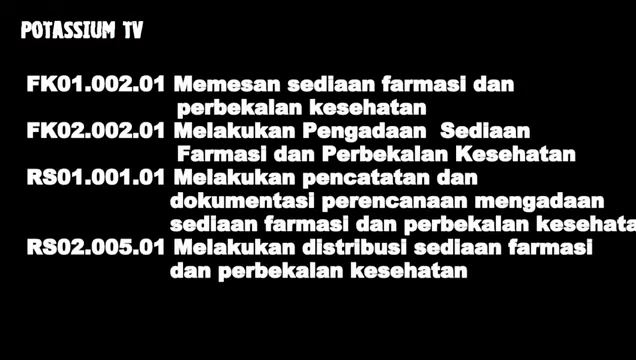 POTASSIUM TV
FK01.002.01 Memesan sediaan farmasi dan
perbekalan kesehatan
FK02.002.01 Melakukan Pengadaan Sediaan
Farmasi dan Perbekalan Kesehatan
RS01.001.01 Melakukan pencatatan dan
dokumentasi perencanaan mengadaan
sediaan farmasi dan perbekalan kesehata
RS02.005.01 Melakukan distribusi sediaan farmasi
dan perbekalan kesehatan